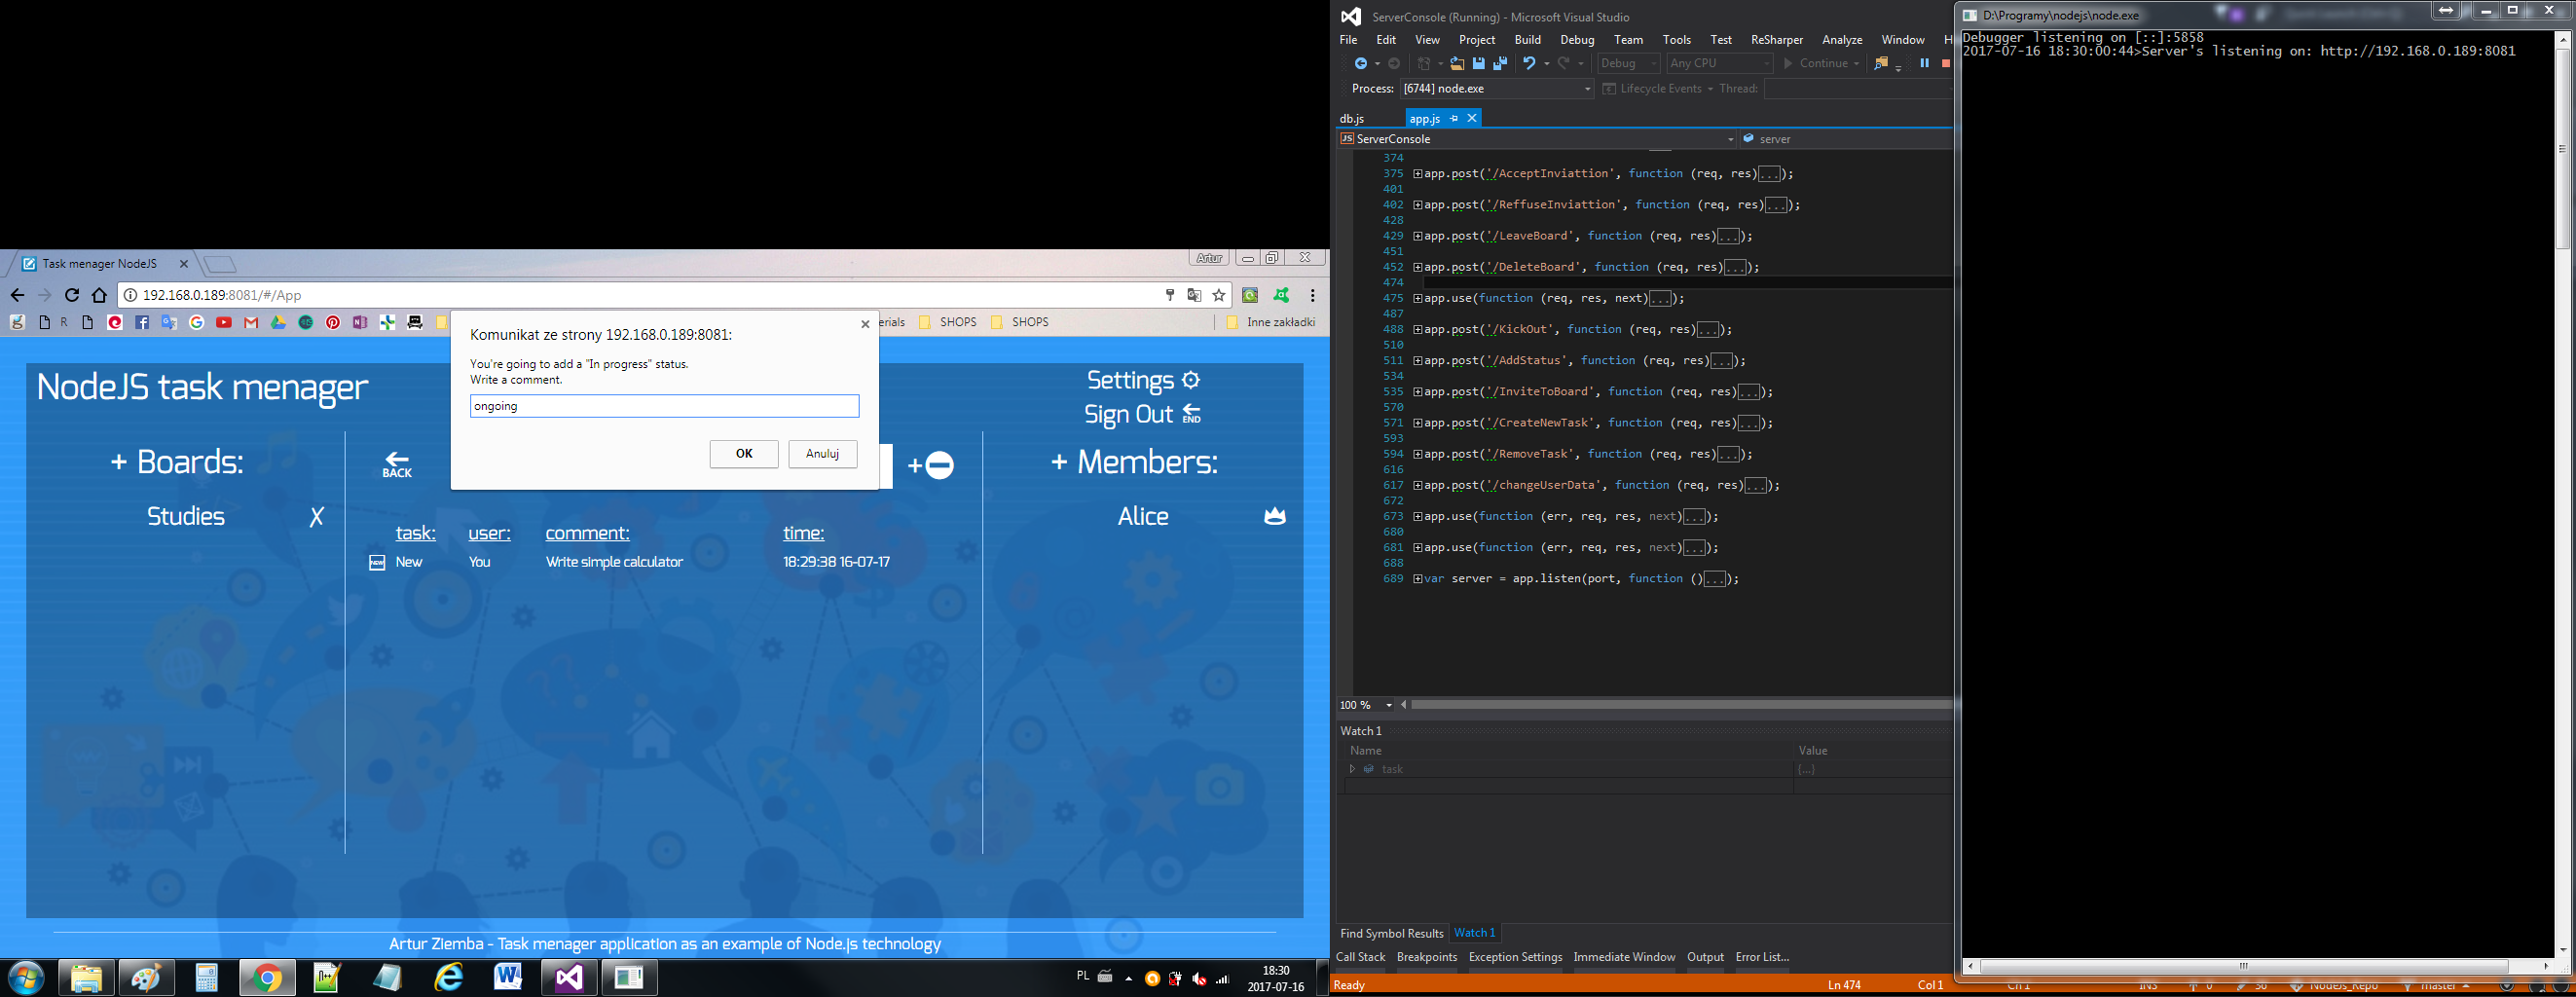 Task menager NodeJS
Artur
192.168.0.189:8081/#/App
R
erials SHOPS SHOPS Inne zakładki
Komunikat ze strony 192.168.0.189:8081:
You're going to add a "In progress" status.
Write a comment.
ongoing
OK Anuluj
NodeJS task menager
Settings
Sign Out
END
+ Boards:
BACK
+
+ Members:
Studies X
Alice
task: user: comment: time:
NEW New You Write simple calculator 18:29:38 16-07-17
Artur Ziemba - Task menager application as an example of Node.js technology
PL
18:30
2017-07-16
ServerConsole (Running) - Microsoft Visual Studio
File Edit View Project Build Debug Team Tools Test ReSharper Analyze Window H
Debug Any CPU Continue
Process: [6744] node.exe Lifecycle Events Thread:
db.js app.js
JS ServerConsole server
374
375 app.post('/AcceptInviattion', function (req, res)...);
401
402 app.post('/ReffuseInviattion', function (req, res)...);
428
429 app.post('/LeaveBoard', function (req, res)...);
451
452 app.post('/DeleteBoard', function (req, res)...);
474
475 app.use(function (req, res, next)...);
487
488 app.post('/KickOut', function (req, res)...);
510
511 app.post('/AddStatus', function (req, res)...);
534
535 app.post('/InviteToBoard', function (req, res)...);
570
571 app.post('/CreateNewTask', function (req, res)...);
593
594 app.post('/RemoveTask', function (req, res)...);
616
617 app.post('/changeUserData', function (req, res)...);
672
673 app.use(function (err, req, res, next)...);
680
681 app.use(function (err, req, res, next)...);
688
689 var server = app.listen(port, function ()...);
100 %
Watch 1
Name Value
task {...}
Find Symbol Results Watch 1
Call Stack Breakpoints Exception Settings Immediate Window Output Error List...
Ready Ln 474 Col 1 Ch 1 INS 0 36 NodeJs_Repo master
D:\Programy\nodejs\node.exe
Debugger listening on [::]:5858
2017-07-16 18:30:00:44>Server's listening on: http://192.168.0.189:8081